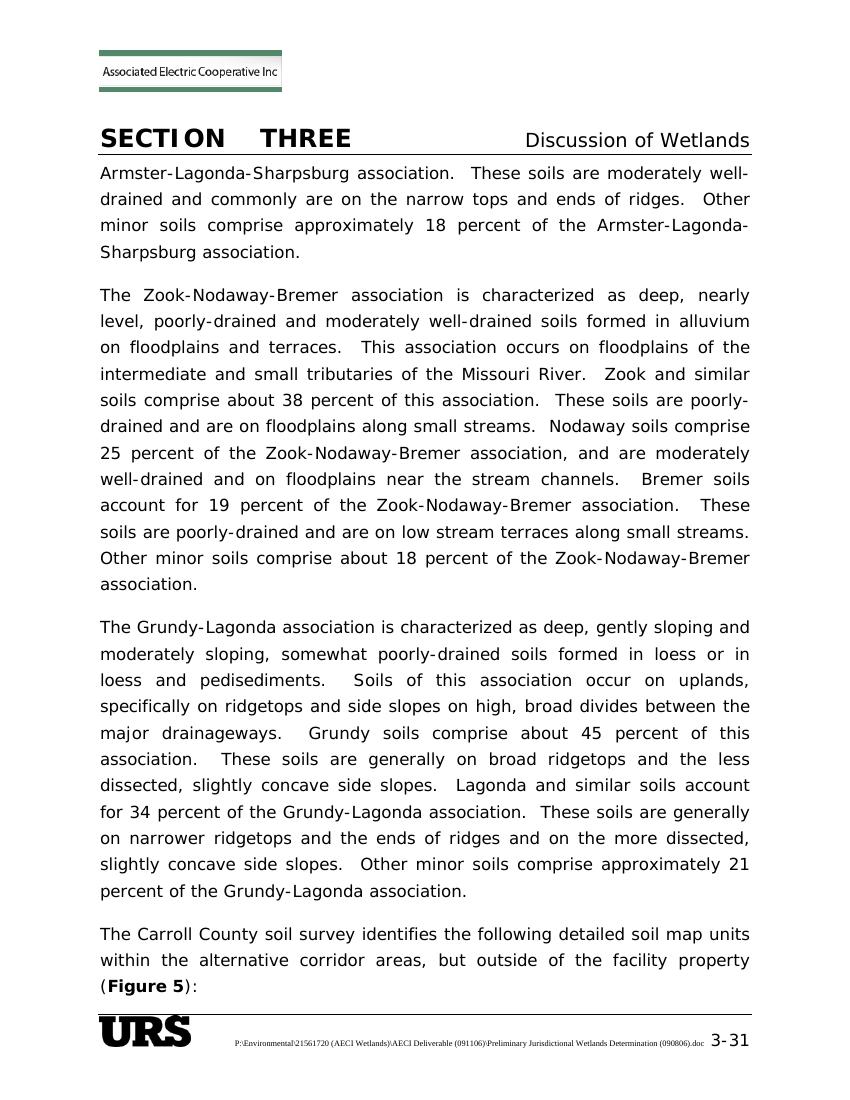 Associated Electric Cooperative Inc
SECTION THREE Discussion of Wetlands
Armster-Lagonda-Sharpsburg association. These soils are moderately well-
drained and commonly are on the narrow tops and ends of ridges. Other
minor soils comprise approximately 18 percent of the Armster-Lagonda-
Sharpsburg association.
The Zook-Nodaway-Bremer association is characterized as deep, nearly
level, poorly-drained and moderately well-drained soils formed in alluvium
on floodplains and terraces. This association occurs on floodplains of the
intermediate and small tributaries of the Missouri River. Zook and similar
soils comprise about 38 percent of this association. These soils are poorly-
drained and are on floodplains along small streams. Nodaway soils comprise
25 percent of the Zook-Nodaway-Bremer association, and are moderately
well-drained and on floodplains near the stream channels. Bremer soils
account for 19 percent of the Zook-Nodaway-Bremer association. These
soils are poorly-drained and are on low stream terraces along small streams.
Other minor soils comprise about 18 percent of the Zook-Nodaway-Bremer
association.
The Grundy-Lagonda association is characterized as deep, gently sloping and
moderately sloping, somewhat poorly-drained soils formed in loess or in
loess and pedisediments. Soils of this association occur on uplands,
specifically on ridgetops and side slopes on high, broad divides between the
major drainageways. Grundy soils comprise about 45 percent of this
association. These soils are generally on broad ridgetops and the less
dissected, slightly concave side slopes. Lagonda and similar soils account
for 34 percent of the Grundy-Lagonda association. These soils are generally
on narrower ridgetops and the ends of ridges and on the more dissected,
slightly concave side slopes. Other minor soils comprise approximately 21
percent of the Grundy-Lagonda association.
The Carroll County soil survey identifies the following detailed soil map units
within the alternative corridor areas, but outside of the facility property
(Figure 5):
URS P:\Environmental\21561720 (AECI Wetlands)\AECI Deliverable (091106)\Preliminary Jurisdictional Wetlands Determination (090806).doc 3-31